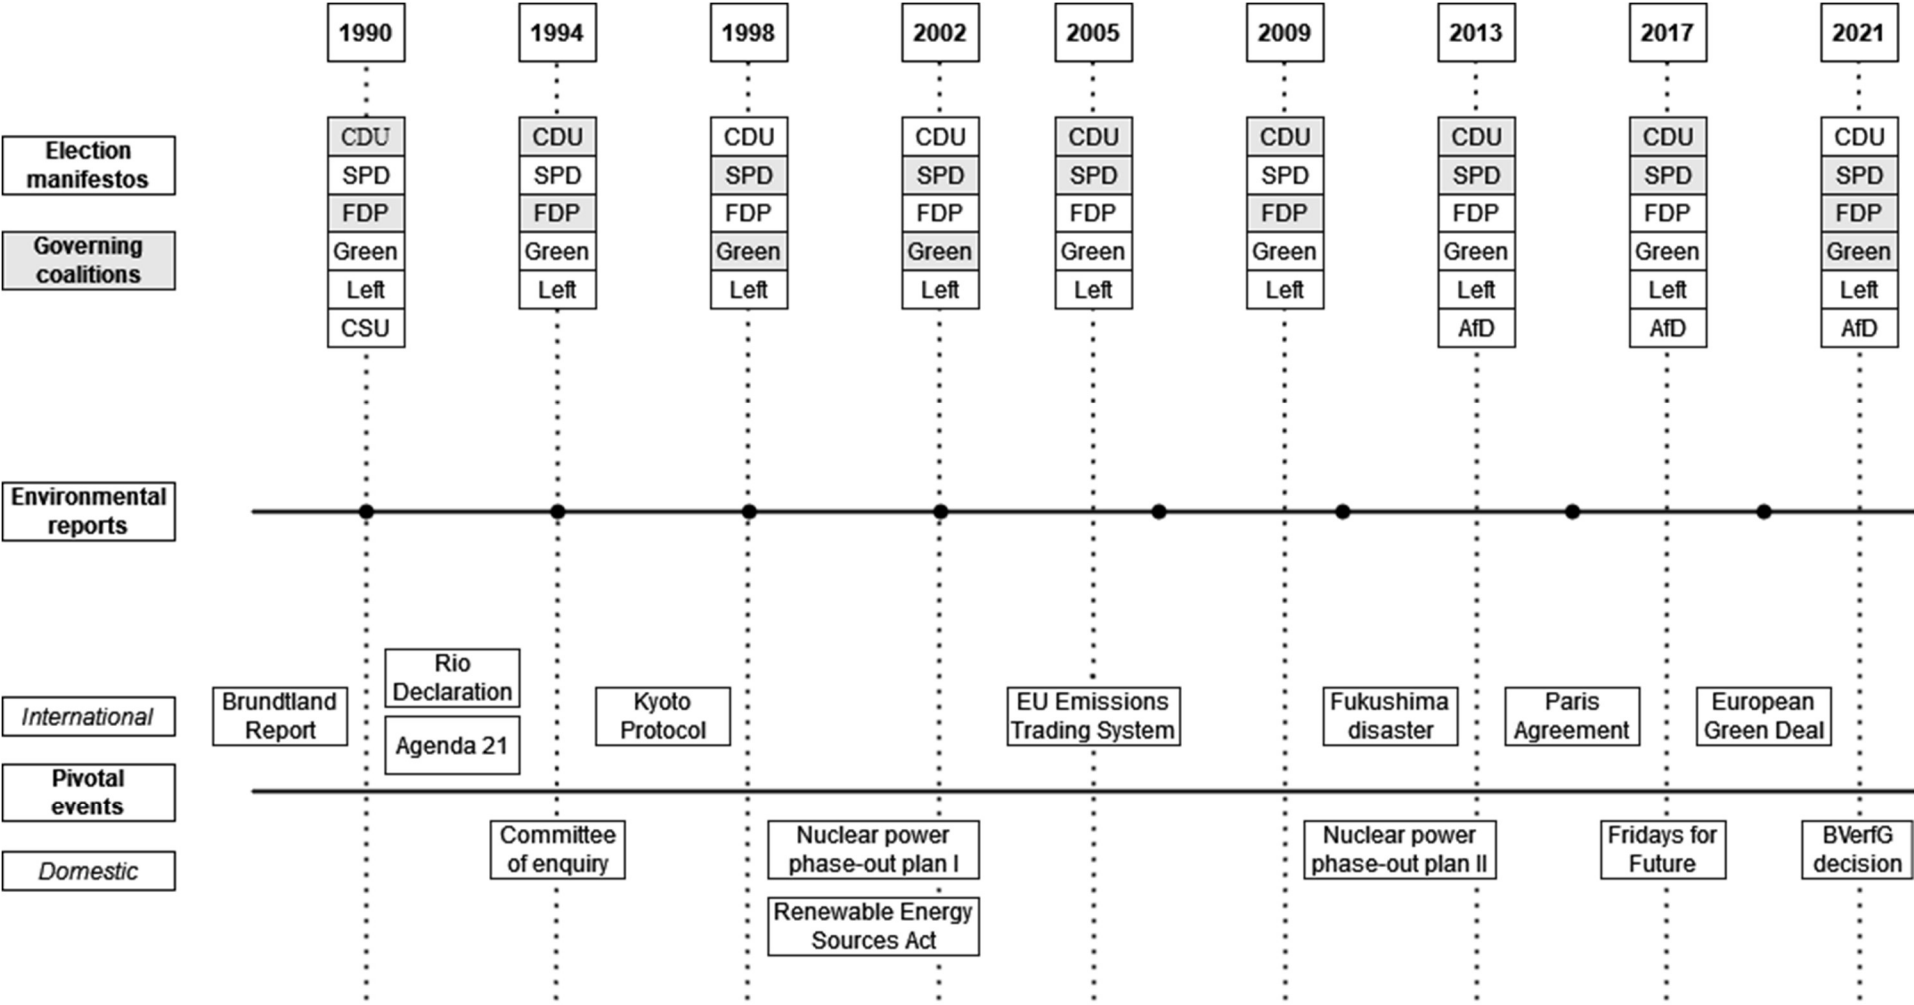 1990 1994 1998 2002 2005 2009 2013 2017 2021
Election
manifestos
CDU CDU CDU CDU CDU CDU CDU CDU CDU
SPD SPD SPD SPD SPD SPD SPD SPD SPD
FDP FDP FDP FDP FDP FDP FDP FDP FDP
Governing
coalitions
Green Green Green Green Green Green Green Green Green
Left Left Left Left Left Left Left Left Left
CSU AfD AfD AfD
Environmental
reports
International
Brundtland
Report
Rio
Declaration
Agenda 21
Kyoto
Protocol
EU Emissions
Trading System
Fukushima
disaster
Paris
Agreement
European
Green Deal
Pivotal
events
Domestic
Committee
of enquiry
Nuclear power
phase-out plan I
Renewable Energy
Sources Act
Nuclear power
phase-out plan II
Fridays for
Future
BVerfG
decision